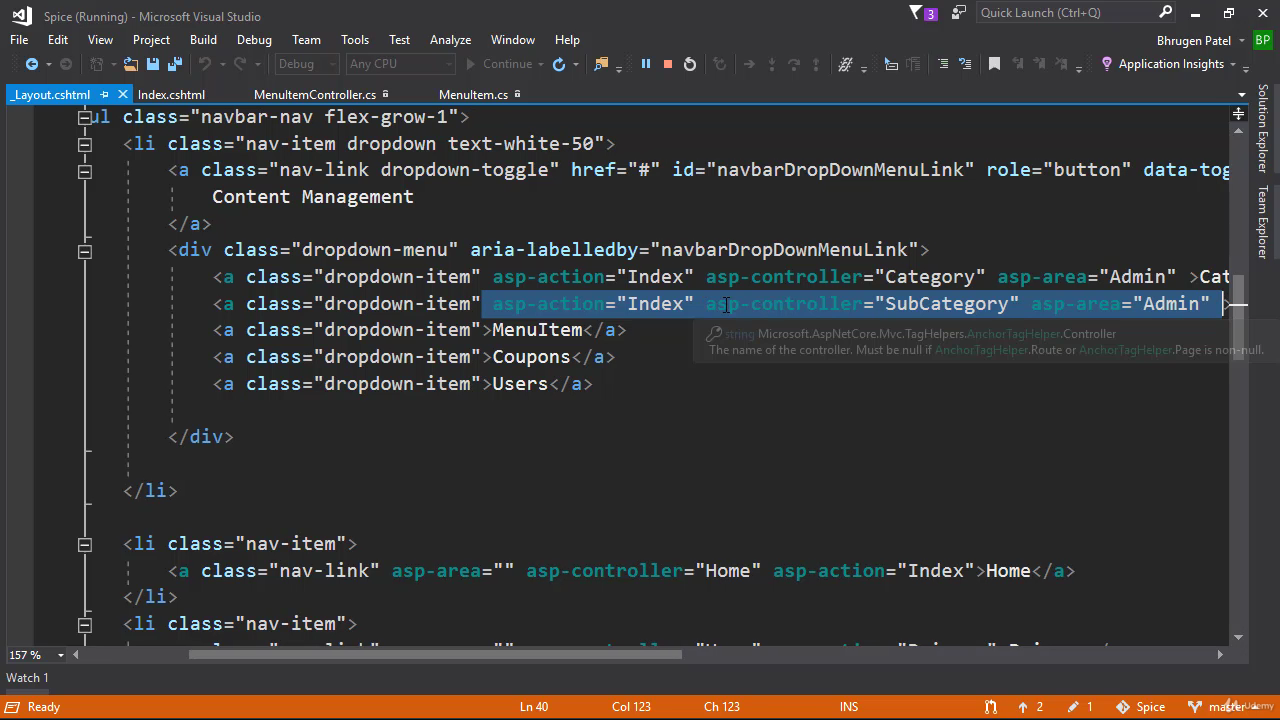 Spice (Running) - Microsoft Visual Studio
3
Quick Launch (Ctrl+Q)
File Edit View Project Build Debug Team Tools Test Analyze Window Help
Bhrugen Patel
BP
Debug Any CPU Continue Application Insights
_Layout.cshtml Index.cshtml MenuItemController.cs MenuItem.cs
ul class="navbar-nav flex-grow-1">
<li class="nav-item dropdown text-white-50">
<a class="nav-link dropdown-toggle" href="#" id="navbarDropDownMenuLink" role="button" data-tog
Content Management
</a>
<div class="dropdown-menu" aria-labelledby="navbarDropDownMenuLink">
<a class="dropdown-item" asp-action="Index" asp-controller="Category" asp-area="Admin" >Cat
<a class="dropdown-item" asp-action="Index" asp-controller="SubCategory" asp-area="Admin" >
<a class="dropdown-item">MenuItem</a>
string Microsoft.AspNetCore.Mvc.TagHelpers.AnchorTagHelper.Controller
The name of the controller. Must be null if AnchorTagHelper.Route or AnchorTagHelper.Page is non-null.
<a class="dropdown-item">Coupons</a>
<a class="dropdown-item">Users</a>
</div>
</li>
<li class="nav-item">
<a class="nav-link" asp-area="" asp-controller="Home" asp-action="Index">Home</a>
</li>
<li class="nav-item">
Solution Explorer
Team Explorer
157 %
Watch 1
Ready Ln 40 Col 123 Ch 123 INS 2 1 Spice master
Udemy